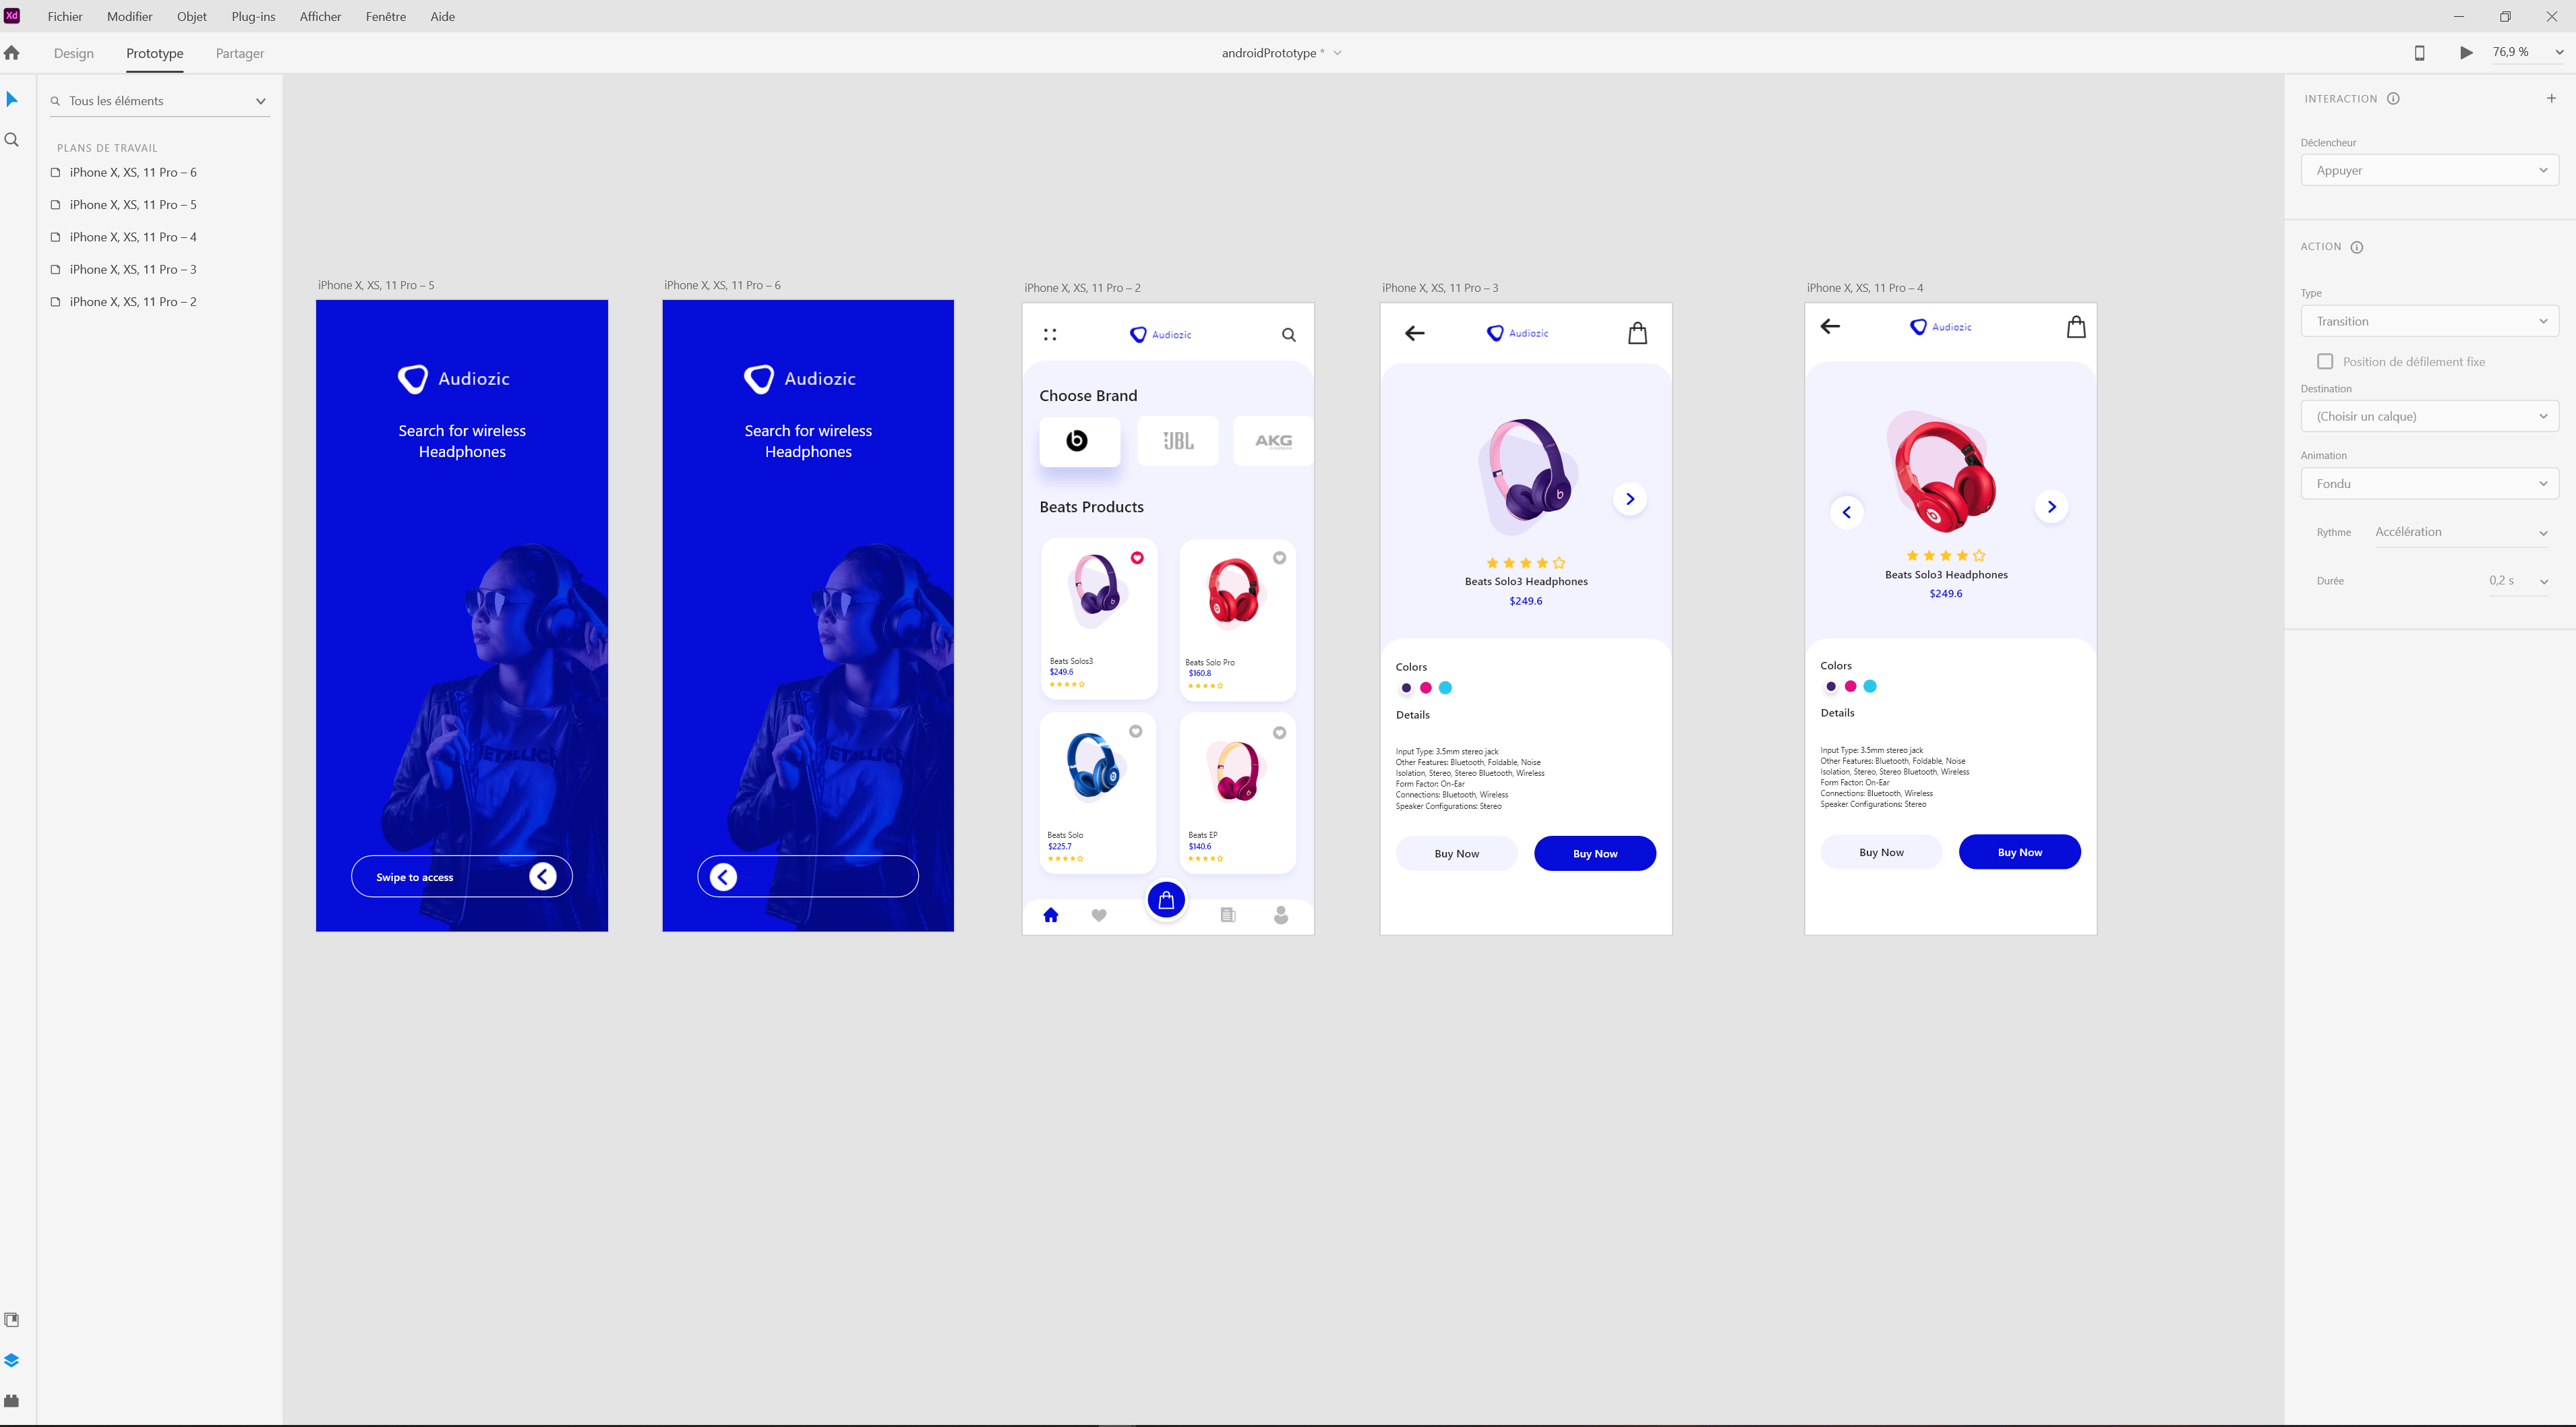 Xd
Fichier Modifier Objet Plug-ins Afficher Fenêtre Aide
Design Prototype Partager
androidPrototype *
76,9 %
Tous les éléments
PLANS DE TRAVAIL
iPhone X, XS, 11 Pro – 6
iPhone X, XS, 11 Pro – 5
iPhone X, XS, 11 Pro – 4
iPhone X, XS, 11 Pro – 3
iPhone X, XS, 11 Pro – 2
iPhone X, XS, 11 Pro – 5
Audiozic
Search for wireless
Headphones
METALLICA
Swipe to access
iPhone X, XS, 11 Pro – 6
Audiozic
Search for wireless
Headphones
METALLICA
iPhone X, XS, 11 Pro – 2
Audiozic
Choose Brand
b
JBL
AKG
Beats Products
Beats Solos3
$249.6
Beats Solo Pro
$160.8
Beats Solo
$225.7
Beats EP
$140.6
iPhone X, XS, 11 Pro – 3
Audiozic
Beats Solo3 Headphones
$249.6
Colors
Details
Input Type: 3.5mm stereo jack
Other Features: Bluetooth, Foldable, Noise
Isolation, Stereo, Stereo Bluetooth, Wireless
Form Factor: On-Ear
Connections: Bluetooth, Wireless
Speaker Configurations: Stereo
Buy Now
Buy Now
iPhone X, XS, 11 Pro – 4
Audiozic
Beats Solo3 Headphones
$249.6
Colors
Details
Input Type: 3.5mm stereo jack
Other Features: Bluetooth, Foldable, Noise
Isolation, Stereo, Stereo Bluetooth, Wireless
Form Factor: On-Ear
Connections: Bluetooth, Wireless
Speaker Configurations: Stereo
Buy Now
Buy Now
INTERACTION
Déclencheur
Appuyer
ACTION
Type
Transition
Position de défilement fixe
Destination
(Choisir un calque)
Animation
Fondu
Rythme Accélération
Durée 0,2 s